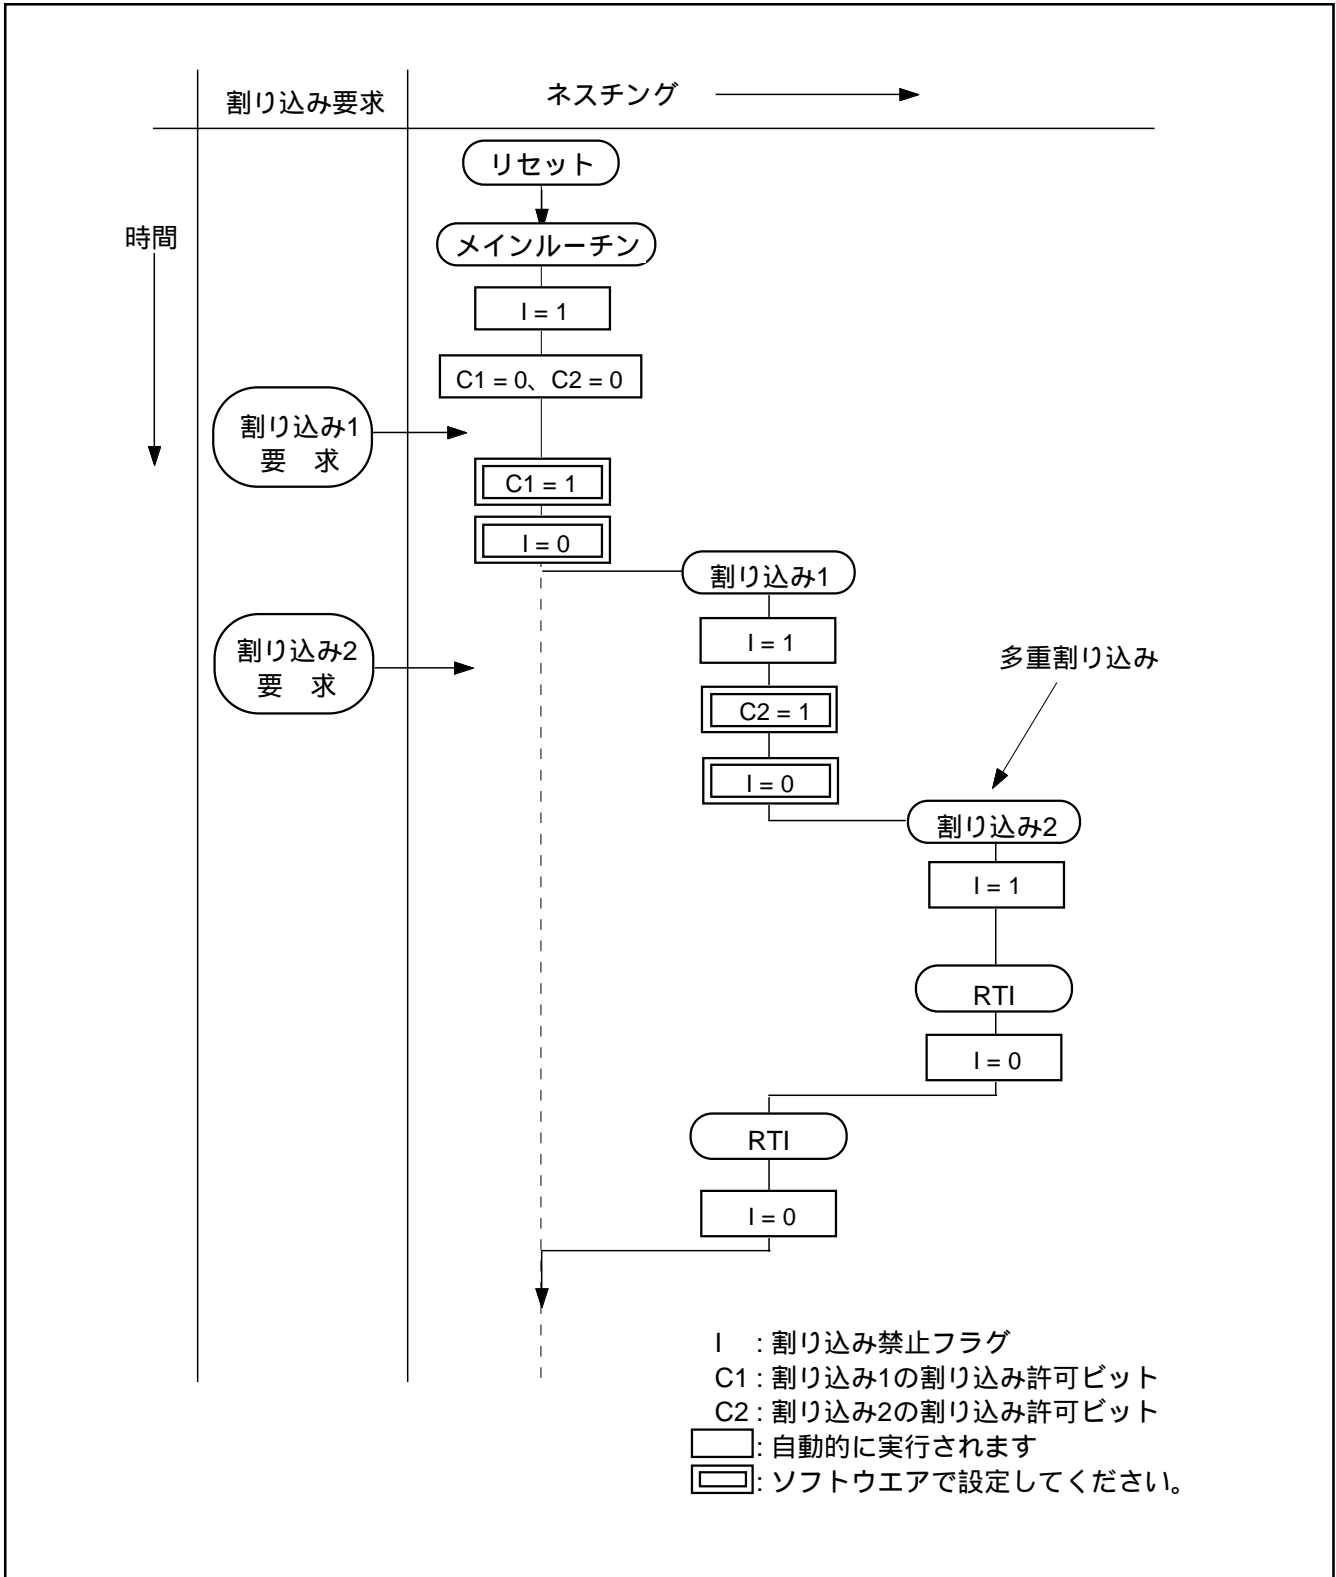 割り込み要求
ネスチング
リセット
時間
メインルーチン
I = 1
C1 = 0、C2 = 0
割り込み1
要 求
C1 = 1
I = 0
割り込み1
割り込み2
要 求
I = 1
多重割り込み
C2 = 1
I = 0
割り込み2
I = 1
RTI
I = 0
RTI
I = 0
I : 割り込み禁止フラグ
C1 : 割り込み1の割り込み許可ビット
C2 : 割り込み2の割り込み許可ビット
: 自動的に実行されます
: ソフトウエアで設定してください。